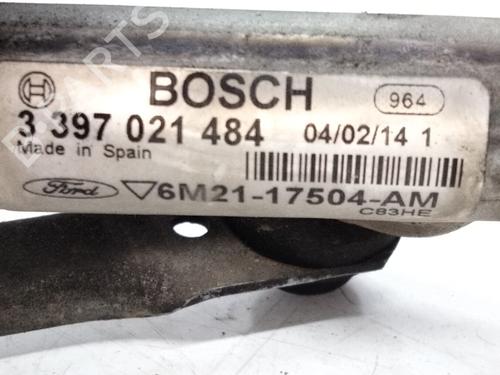 BOSCH
964
3 397 021 484
04/02/14 1
Made in Spain
Ford
6M21-17504-AM
C83HE